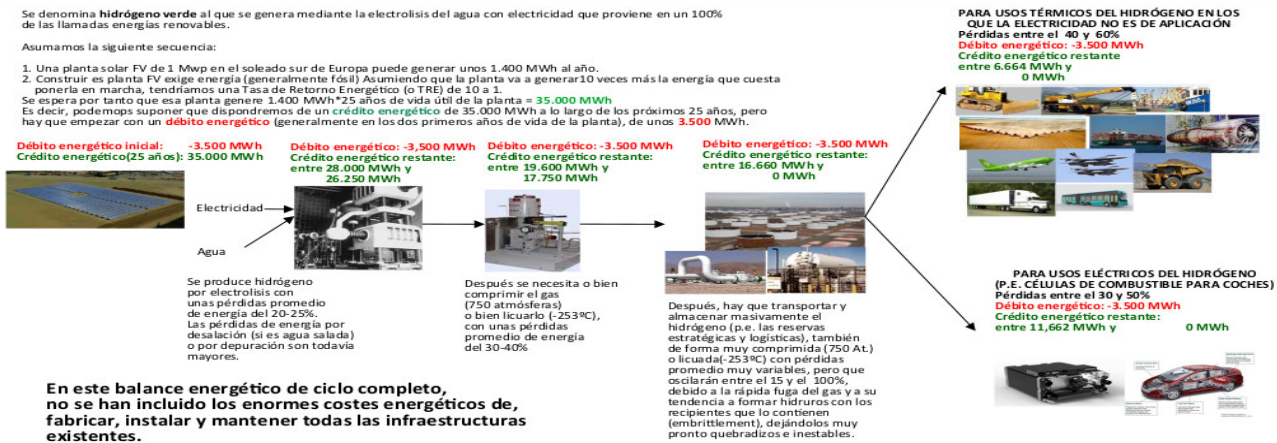 Se denomina hidrógeno verde al que se genera mediante la electrolisis del agua con electricidad que proviene en un 100%
de las llamadas energías renovables.
Asumamos la siguiente secuencia:
1. Una planta solar FV de 1 Mwp en el soleado sur de Europa puede generar unos 1.400 MWh al año.
2. Construir es planta FV exige energía (generalmente fósil) Asumiendo que la planta va a generar10 veces más la energía que cuesta
ponerla en marcha, tendríamos una Tasa de Retorno Energético (o TRE) de 10 a 1.
Se espera por tanto que esa planta genere 1.400 MWh*25 años de vida útil de la planta = 35.000 MWh
Es decir, podemops suponer que dispondremos de un crédito energético de 35.000 MWh a lo largo de los próximos 25 años, pero
hay que empezar con un débito energético (generalmente en los dos primeros años de vida de la planta), de unos 3.500 MWh.
Débito energético inicial: -3.500 MWh
Crédito energético(25 años): 35.000 MWh
Débito energético: -3,500 MWh
Crédito energético restante:
entre 28.000 MWh y
26.250 MWh
Débito energético: -3.500 MWh
Crédito energético restante:
entre 19.600 MWh y
17.750 MWh
Débito energético: -3.500 MWh
Crédito energético restante:
entre 16.660 MWh y
0 MWh
Electricidad
Agua
Se produce hidrógeno
por electrolisis con
unas pérdidas promedio
de energía del 20-25%.
Las pérdidas de energía por
desalación (si es agua salada)
o por depuración son todavía
mayores.
Después se necesita o bien
comprimir el gas
(750 atmósferas)
o bien licuarlo (-253ºC),
con unas pérdidas
promedio de energía
del 30-40%
Después, hay que transportar y
almacenar masivamente el
hidrógeno (p.e. las reservas
estratégicas y logísticas), también
de forma muy comprimida (750 At.)
o licuada(-253ºC) con pérdidas
promedio muy variables, pero que
oscilarán entre el 15 y el 100%,
debido a la rápida fuga del gas y a su
tendencia a formar hidruros con los
recipientes que lo contienen
(embrittlement), dejándolos muy
pronto quebradizos e inestables.
PARA USOS TÉRMICOS DEL HIDRÓGENO EN LOS
QUE LA ELECTRICIDAD NO ES DE APLICACIÓN
Pérdidas entre el 40 y 60%
Débito energético: -3.500 MWh
Crédito energético restante
entre 6.664 MWh y
0 MWh
PARA USOS ELÉCTRICOS DEL HIDRÓGENO
(P.E. CÉLULAS DE COMBUSTIBLE PARA COCHES)
Pérdidas entre el 30 y 50%
Débito energético: -3.500 MWh
Crédito energético restante:
entre 11,662 MWh y 0 MWh
En este balance energético de ciclo completo,
no se han incluido los enormes costes energéticos de,
fabricar, instalar y mantener todas las infraestructuras
existentes.